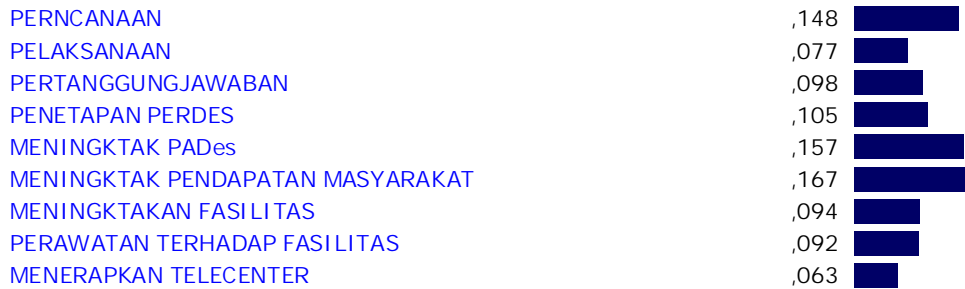 PERNCANAAN ,148
PELAKSANAAN ,077
PERTANGGUNGJAWABAN ,098
PENETAPAN PERDES ,105
MENINGKTAK PADes ,157
MENINGKTAK PENDAPATAN MASYARAKAT ,167
MENINGKTAKAN FASILITAS ,094
PERAWATAN TERHADAP FASILITAS ,092
MENERAPKAN TELECENTER ,063